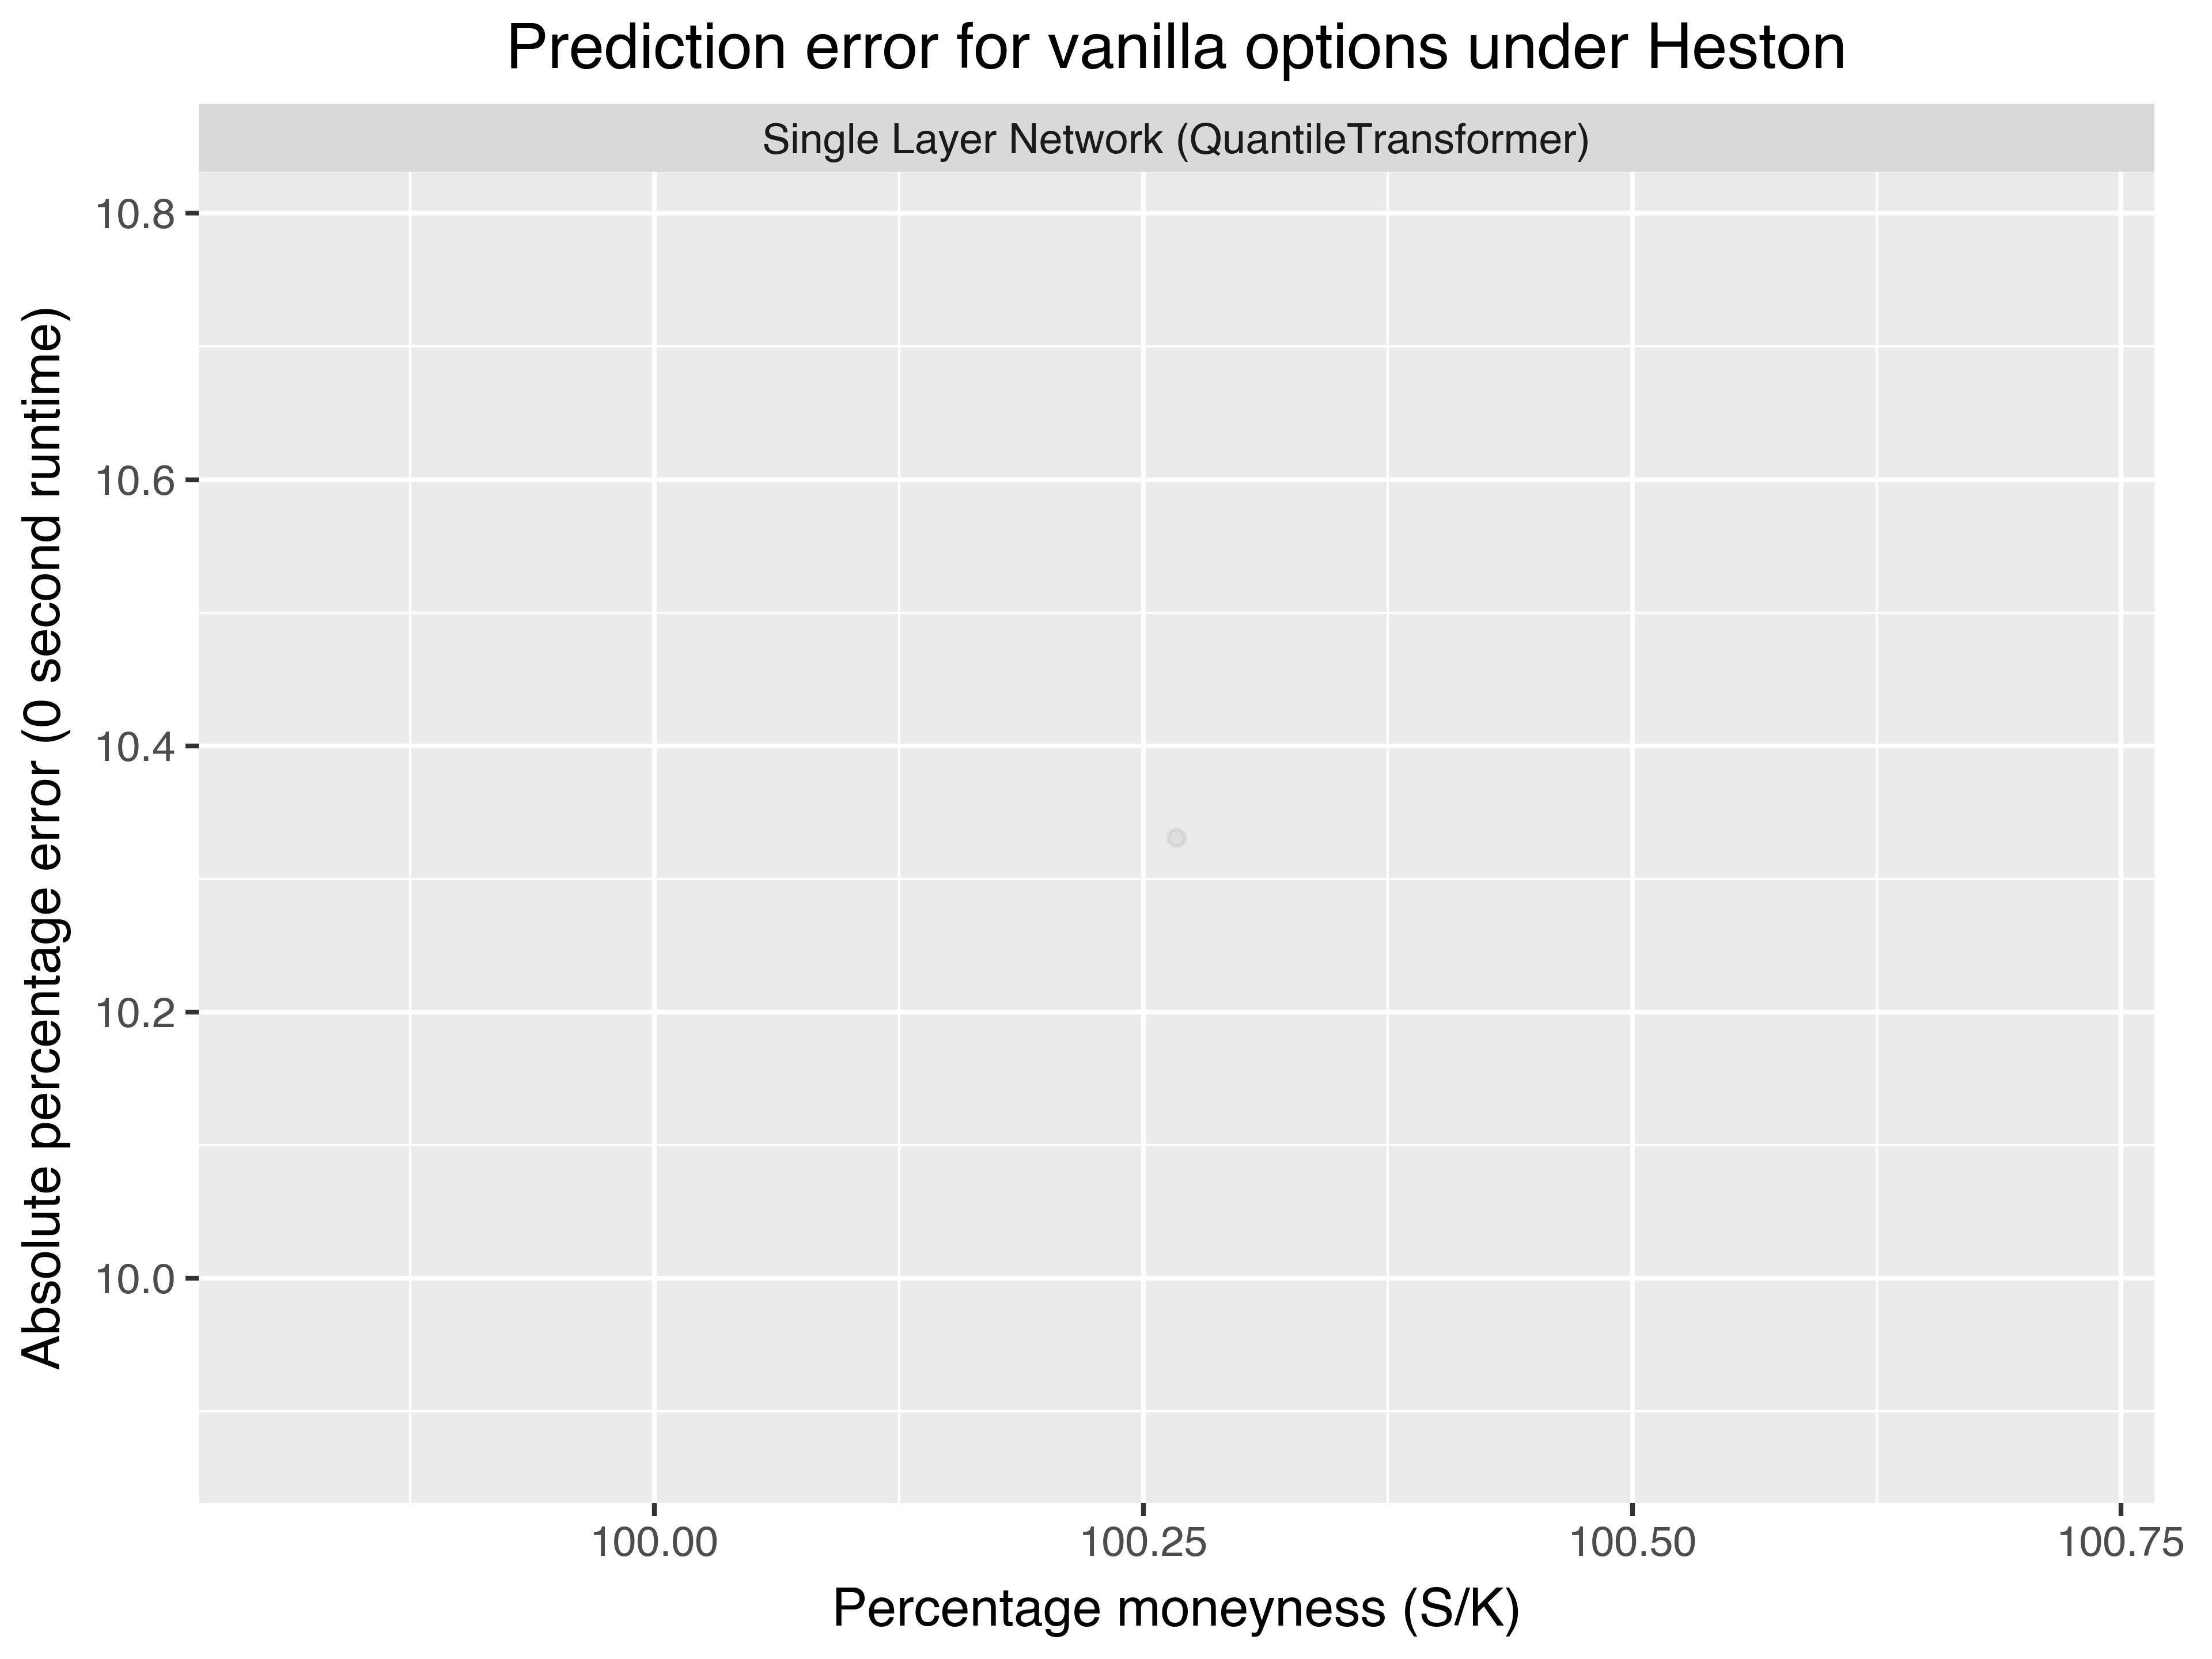 Prediction error for vanilla options under Heston
Single Layer Network (QuantileTransformer)
Absolute percentage error (0 second runtime)
10.8
10.6
10.4
10.2
10.0
100.00
100.25
100.50
100.75
Percentage moneyness (S/K)